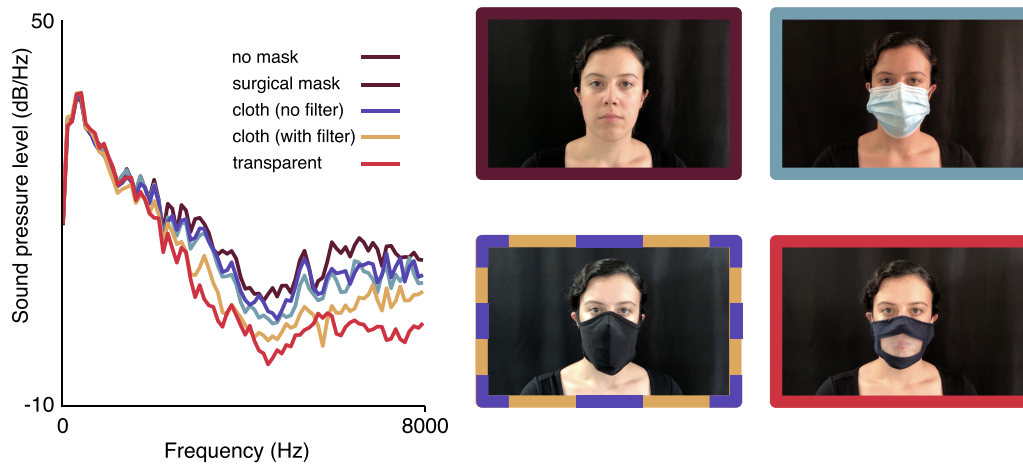 50
Sound pressure level (dB/Hz)
no mask
surgical mask
cloth (no filter)
cloth (with filter)
transparent
-10
0
8000
Frequency (Hz)